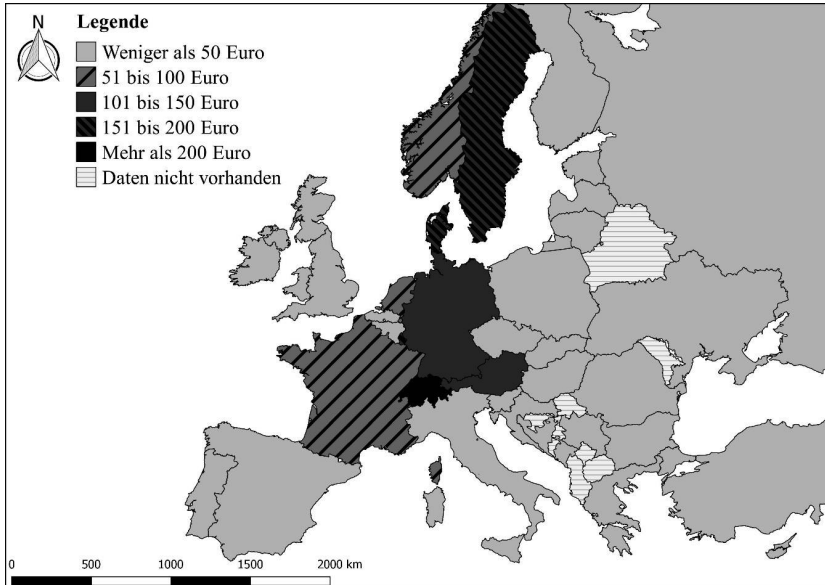 N
Legende
Weniger als 50 Euro
51 bis 100 Euro
101 bis 150 Euro
151 bis 200 Euro
Mehr als 200 Euro
Daten nicht vorhanden
0 500 1000 1500 2000 km